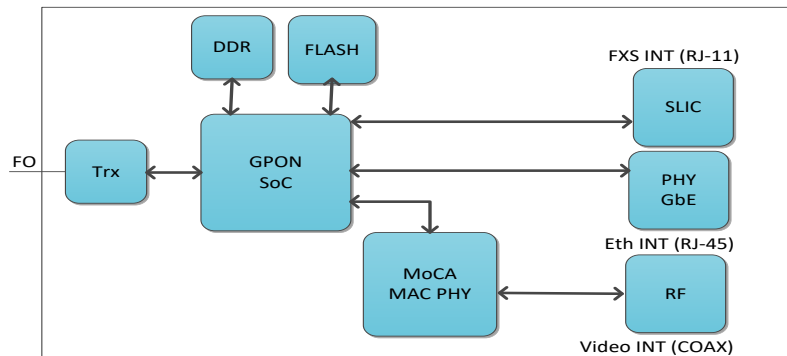 DDR
FLASH
FXS INT (RJ-11)
SLIC
FO
Trx
GPON
SoC
PHY
GbE
Eth INT (RJ-45)
MoCA
MAC PHY
RF
Video INT (COAX)